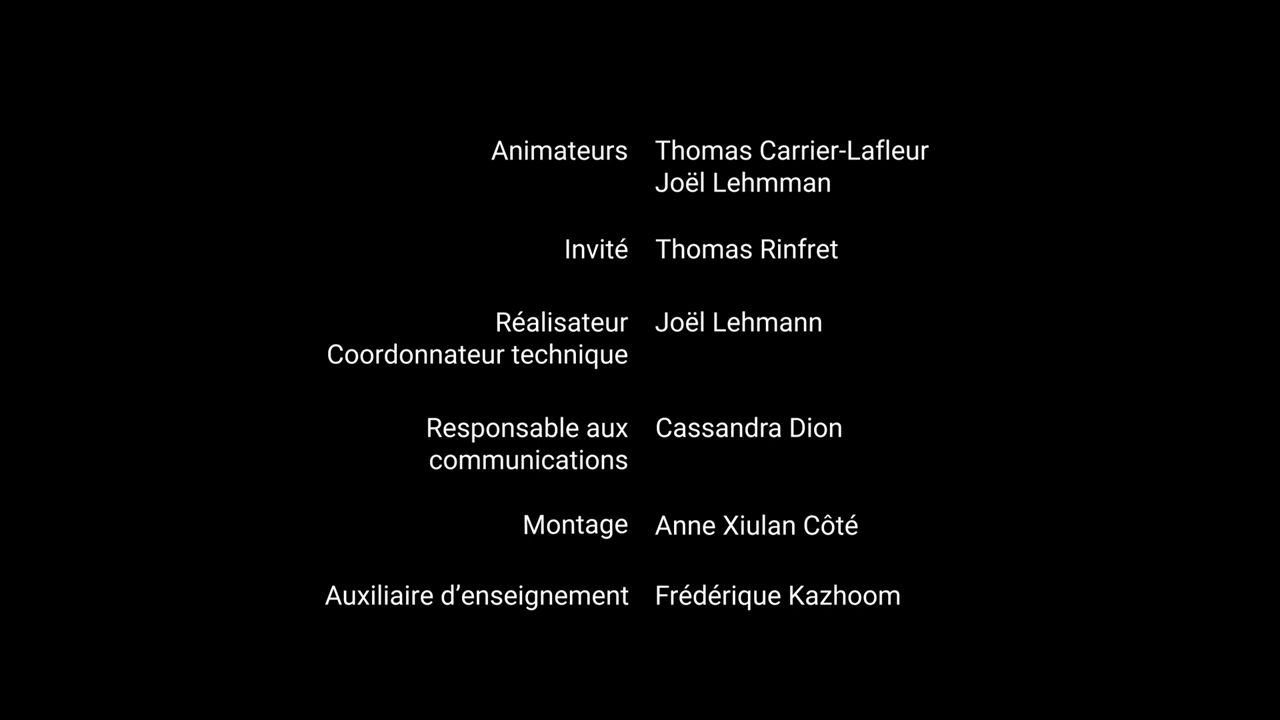 Animateurs Thomas Carrier-Lafleur
Joël Lehmman
Invité Thomas Rinfret
Réalisateur Joël Lehmann
Coordonnateur technique
Responsable aux Cassandra Dion
communications
Montage Anne Xiulan Côté
Auxiliaire d’enseignement Frédérique Kazhoom